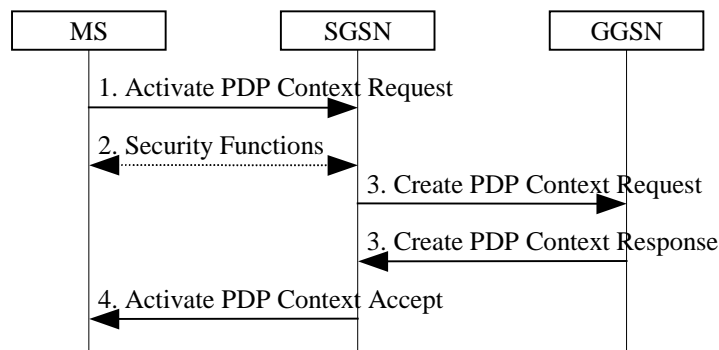 MS SGSN GGSN
1. Activate PDP Context Request
2. Security Functions
3. Create PDP Context Request
3. Create PDP Context Response
4. Activate PDP Context Accept